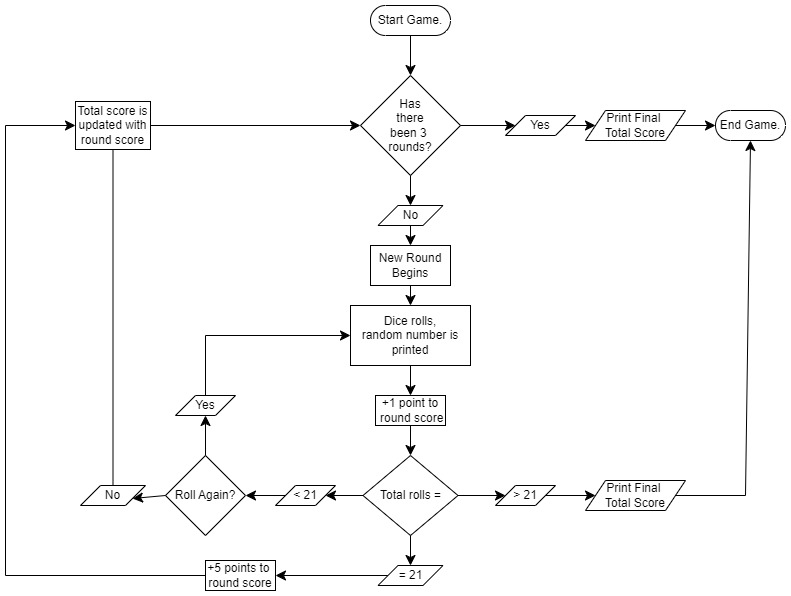 Start Game.
Has
there
been 3
rounds?
Yes
Print Final
Total Score
End Game.
Total score is
updated with
round score
No
New Round
Begins
Dice rolls,
random number is
printed
+1 point to
round score
Total rolls =
> 21
Print Final
Total Score
< 21
Roll Again?
Yes
No
= 21
+5 points to
round score